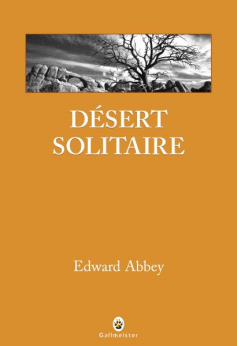 DÉSERT
SOLITAIRE
Edward Abbey
Gallmeister